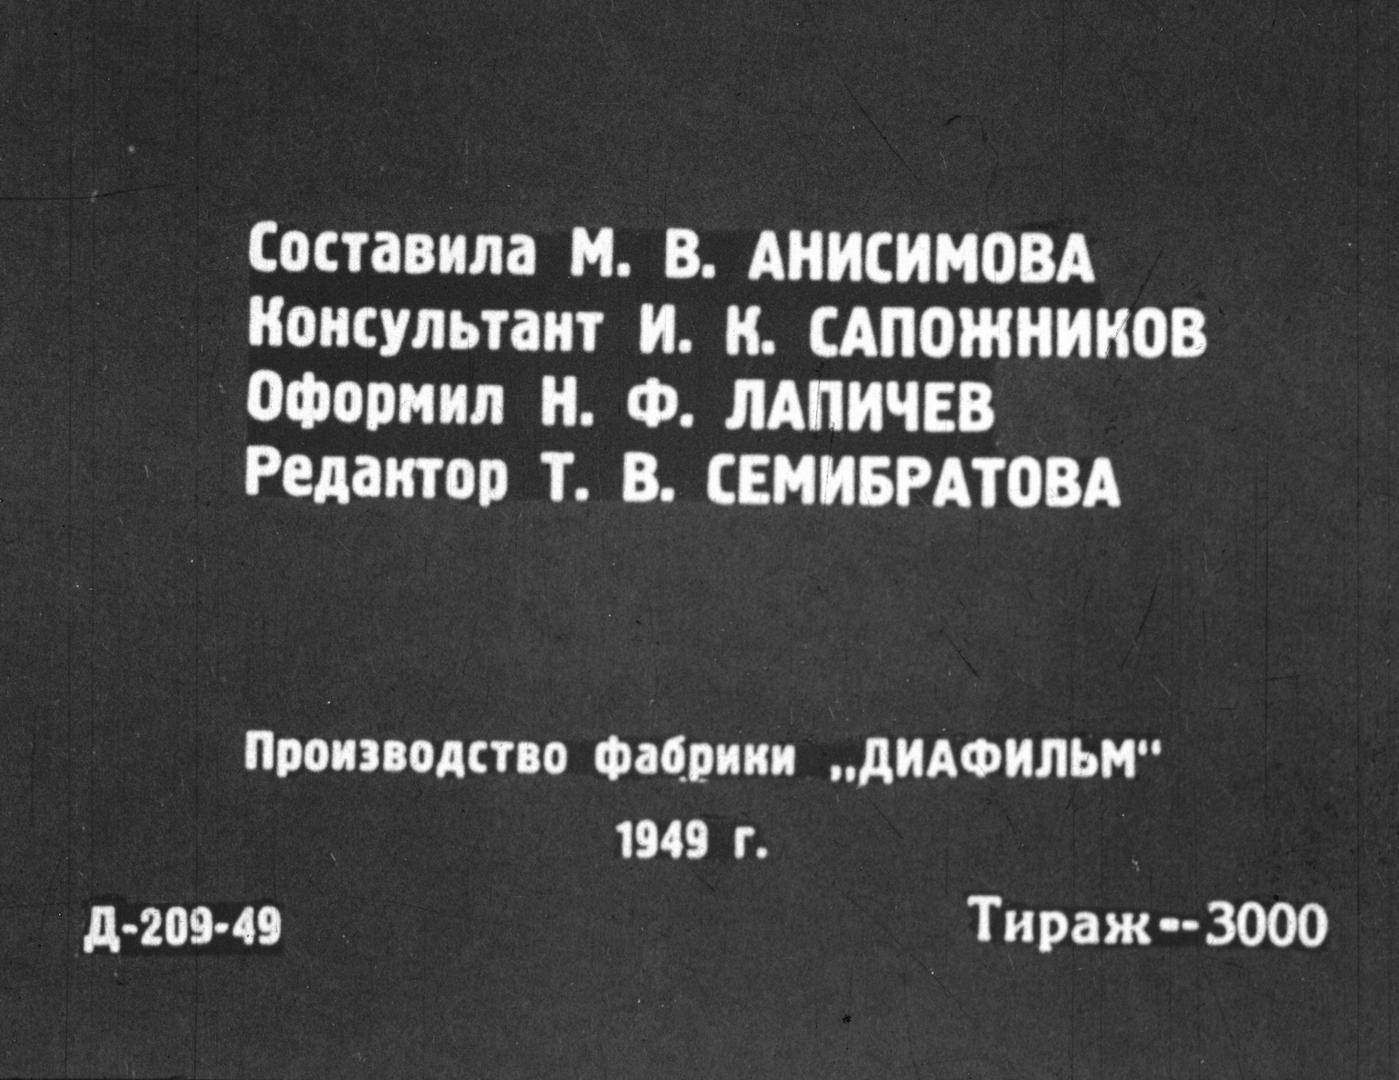 Составила М. В. АНИСИМОВА
Консультант И. К. САПОЖНИКОВ
Оформил Н. Ф. ЛАПИЧЕВ
Редактор Т. В. СЕМИБРАТОВА
Производство фабрики „ДИАФИЛЬМ“
1949 г.
Д-209-49
Тираж--3000